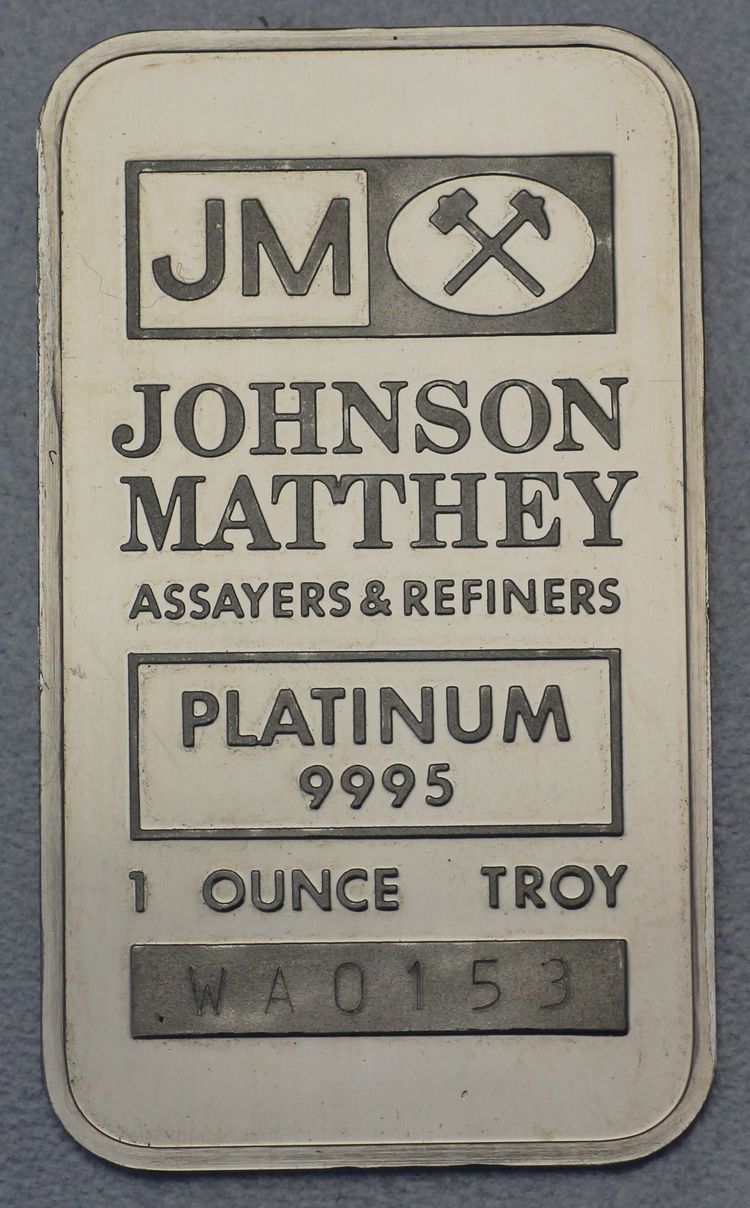 JM
JOHNSON
MATTHEY
ASSAYERS & REFINERS
PLATINUM
9995
1 OUNCE TROY
WA0153